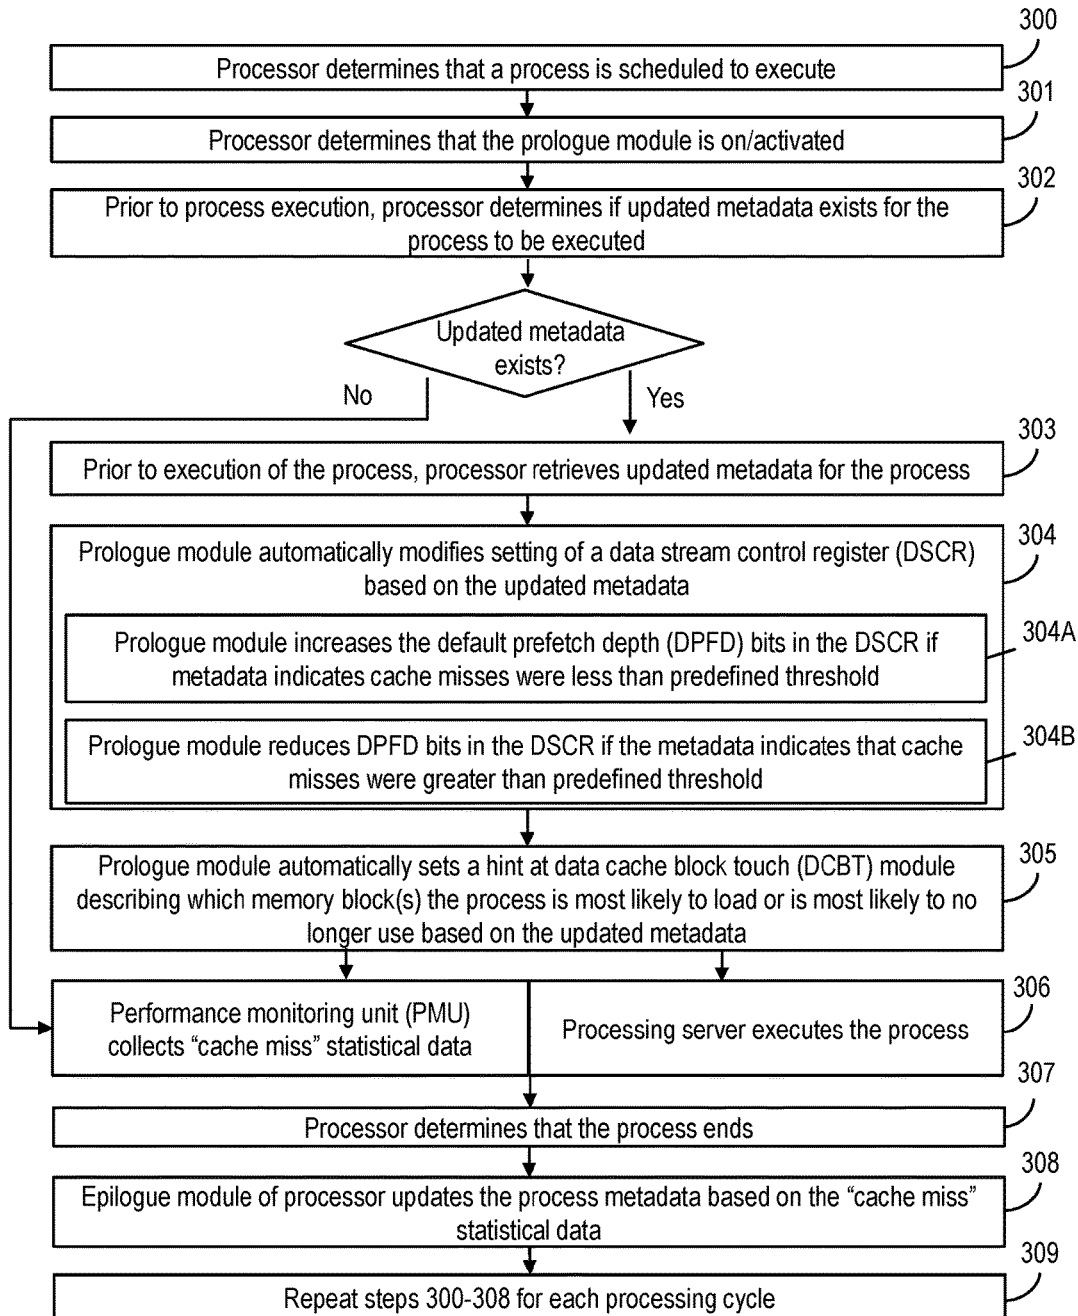 300
Processor determines that a process is scheduled to execute
301
Processor determines that the prologue module is on/activated
302
Prior to process execution, processor determines if updated metadata exists for the
process to be executed
Updated metadata
exists?
No
Yes
303
Prior to execution of the process, processor retrieves updated metadata for the process
304
Prologue module automatically modifies setting of a data stream control register (DSCR)
based on the updated metadata
304A
Prologue module increases the default prefetch depth (DPFD) bits in the DSCR if
metadata indicates cache misses were less than predefined threshold
304B
Prologue module reduces DPFD bits in the DSCR if the metadata indicates that cache
misses were greater than predefined threshold
305
Prologue module automatically sets a hint at data cache block touch (DCBT) module
describing which memory block(s) the process is most likely to load or is most likely to no
longer use based on the updated metadata
306
Performance monitoring unit (PMU)
collects “cache miss” statistical data
Processing server executes the process
307
Processor determines that the process ends
308
Epilogue module of processor updates the process metadata based on the “cache miss”
statistical data
309
Repeat steps 300-308 for each processing cycle